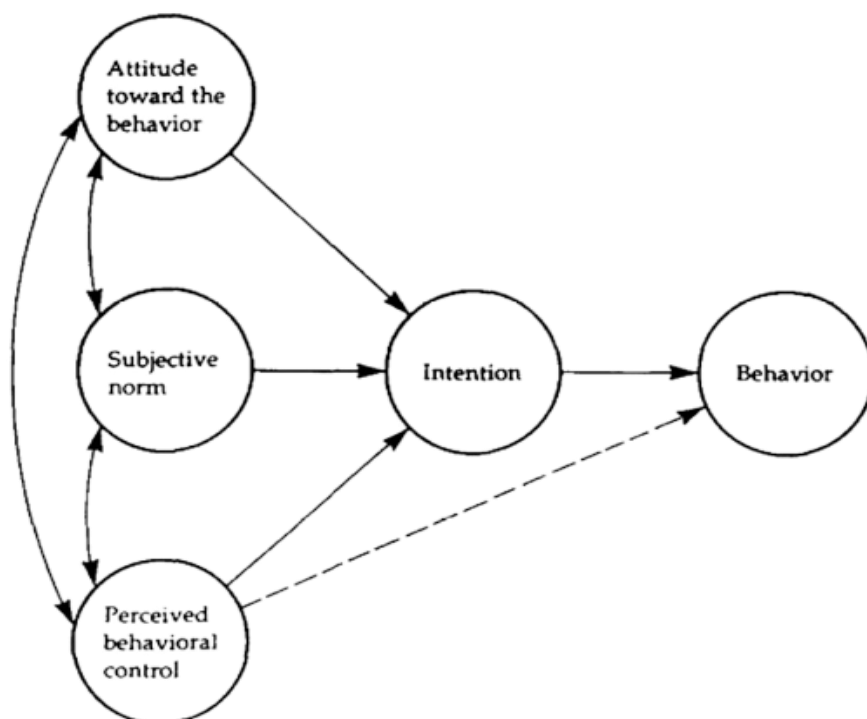 Attitude
toward the
behavior
Subjective
norm
Intention
Behavior
Perceived
behavioral
control